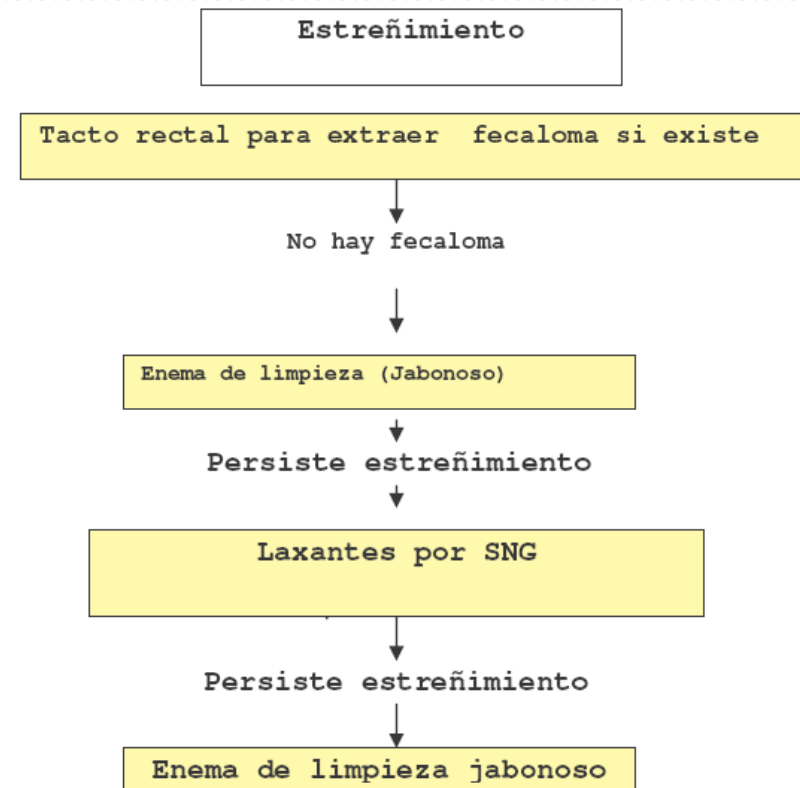 Estreñimiento
Tacto rectal para extraer  fecaloma si existe
No hay fecaloma
Enema de limpieza (Jabonoso)
Persiste estreñimiento
Laxantes por SNG
Persiste estreñimiento
Enema de limpieza jabonoso